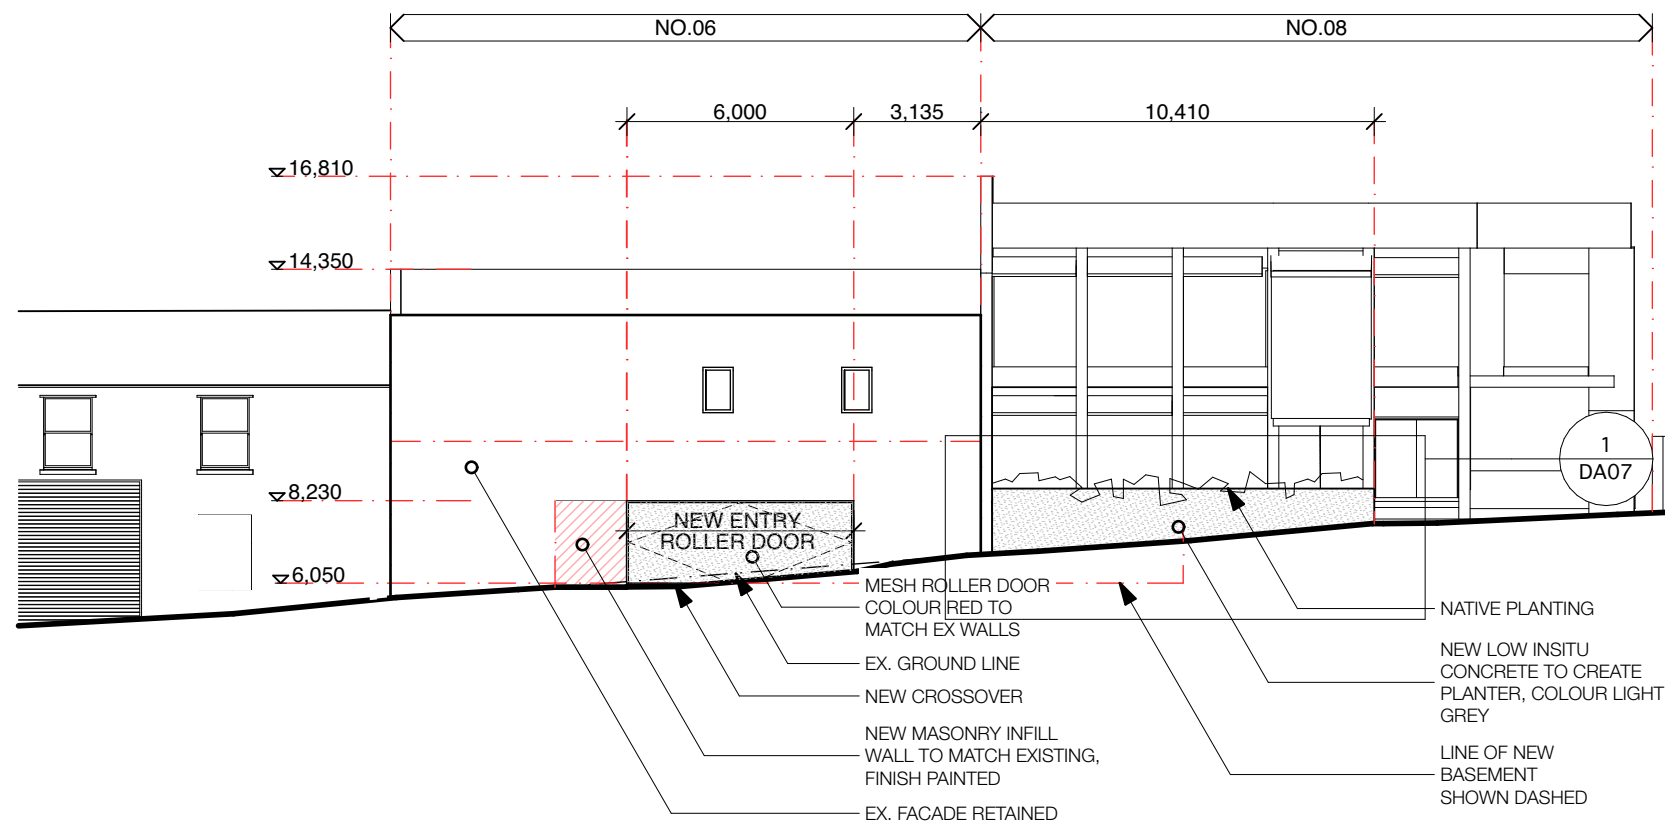 NO.06
NO.08
6,000
3,135
10,410
16,810
14,350
8,230
6,050
NEW ENTRY
ROLLER DOOR
1
DA07
MESH ROLLER DOOR
COLOUR RED TO
MATCH EX WALLS
EX. GROUND LINE
NEW CROSSOVER
NEW MASONRY INFILL
WALL TO MATCH EXISTING,
FINISH PAINTED
EX. FACADE RETAINED
NATIVE PLANTING
NEW LOW INSITU
CONCRETE TO CREATE
PLANTER, COLOUR LIGHT
GREY
LINE OF NEW
BASEMENT
SHOWN DASHED